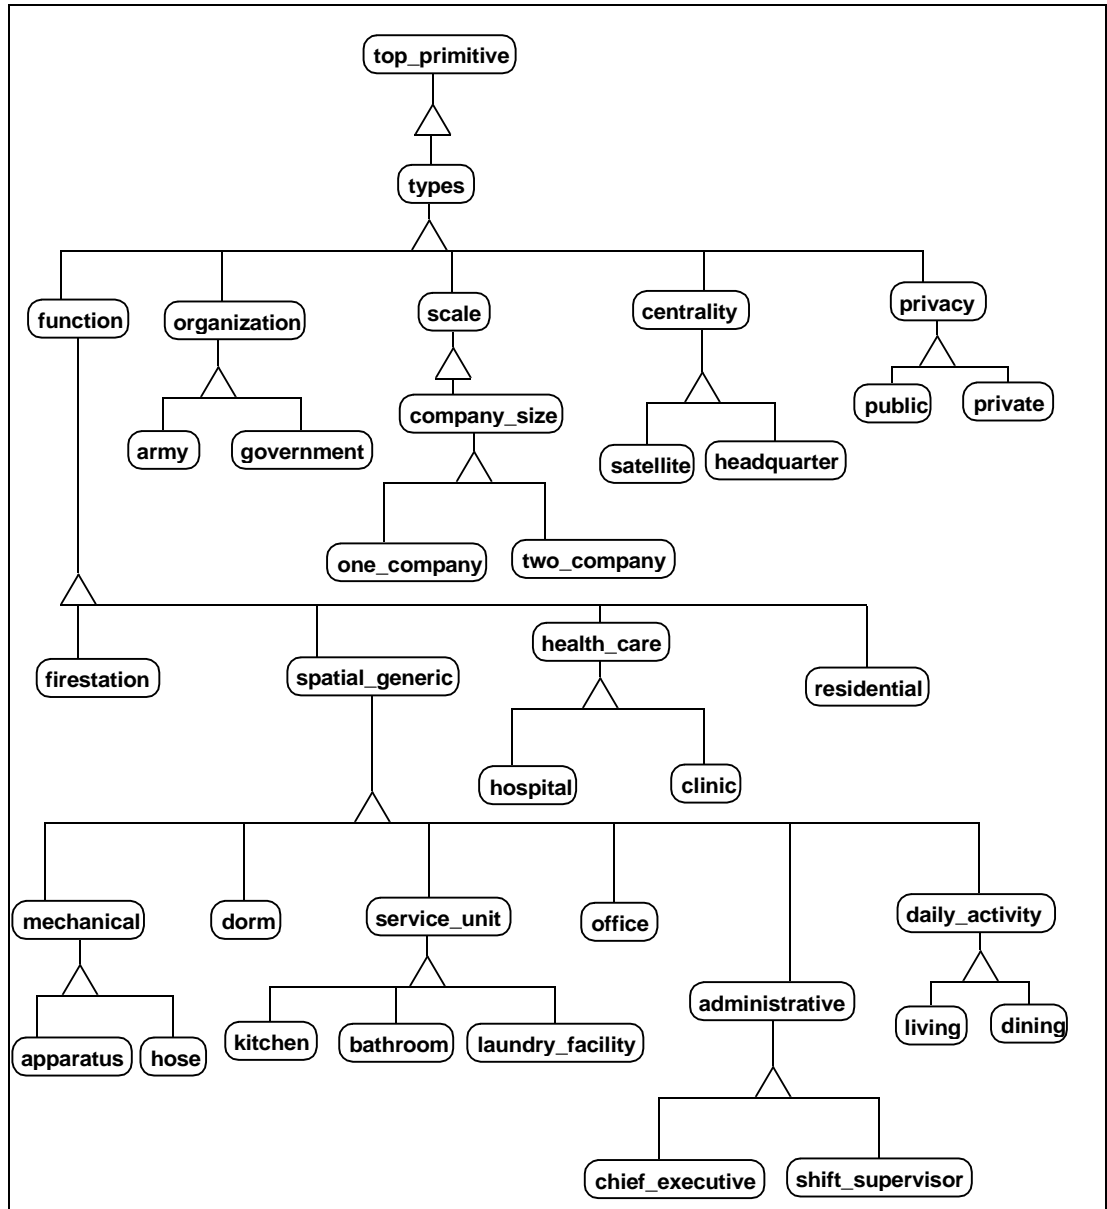 top_primitive
types
function
organization
scale
centrality
privacy
army
government
company_size
satellite
headquarter
public
private
one_company
two_company
firestation
spatial_generic
health_care
residential
hospital
clinic
mechanical
dorm
service_unit
office
daily_activity
administrative
apparatus
hose
kitchen
bathroom
laundry_facility
living
dining
chief_executive
shift_supervisor